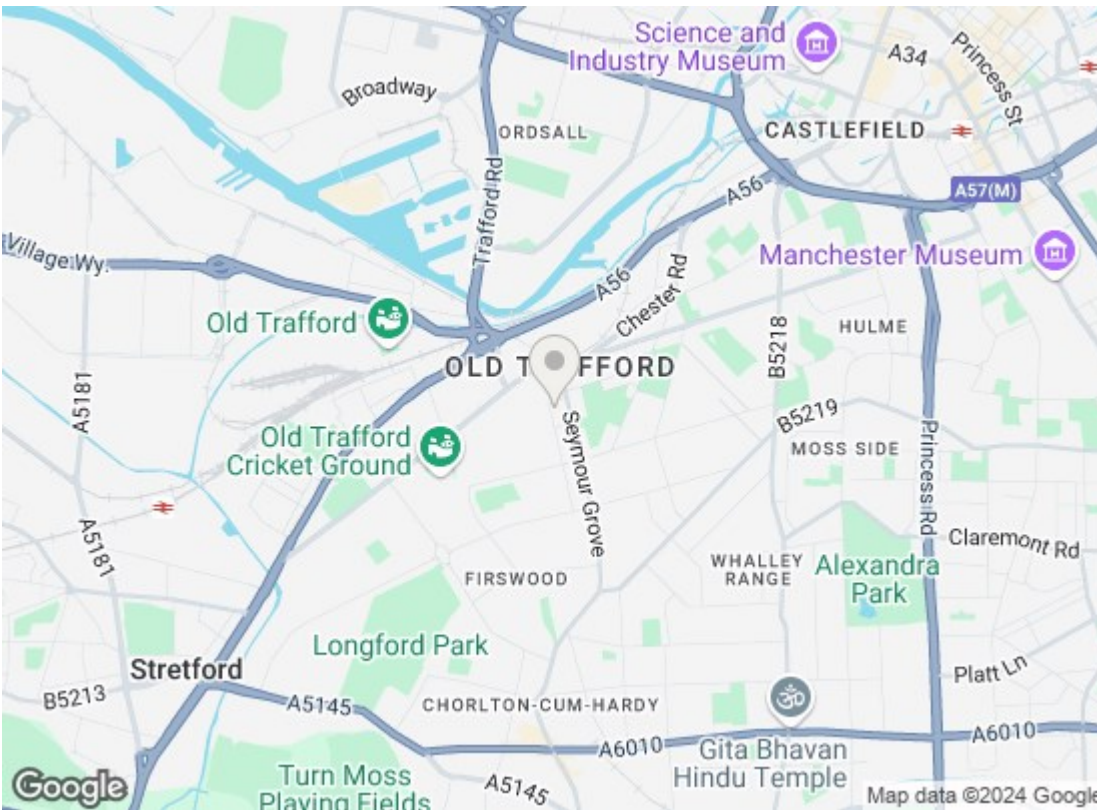 Science and
Industry Museum
A34
Princess St
Broadway
ORDSALL
CASTLEFIELD
Trafford Rd
A56
A57(M)
Village Wy.
Manchester Museum
A56
Chester Rd
Old Trafford
B5218
HULME
OLD T FFORD
A5181
B5219
Old Trafford
Cricket Ground
Seymour Grove
MOSS SIDE
Princess Rd
A5181
Claremont Rd
FIRSWOOD
WHALLEY
RANGE
Alexandra
Park
Longford Park
Stretford
Platt Ln
B5213
A5145
CHORLTON-CUM-HARDY
A6010
A6010
Gita Bhavan
Hindu Temple
Turn Moss
Playing Fields
A5145
Google
Map data ©2024 Google